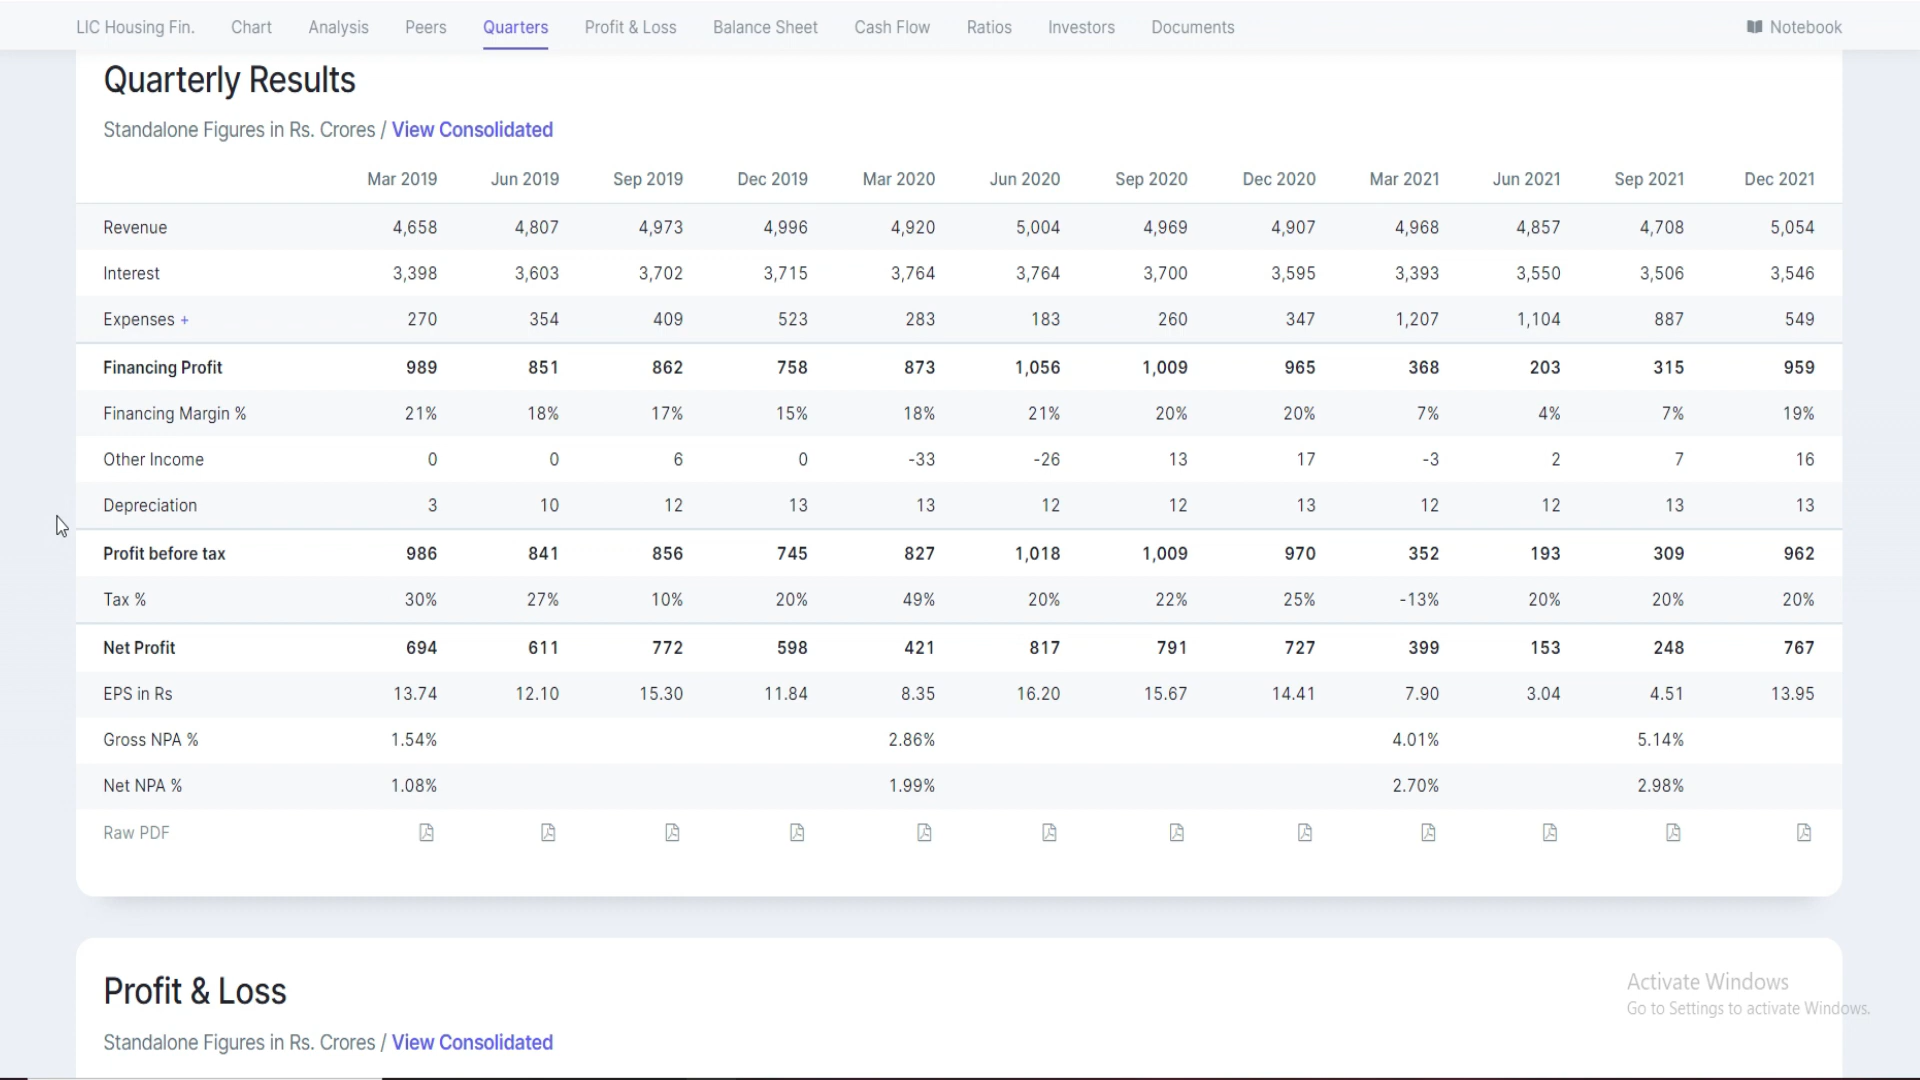 LIC Housing Fin. Chart Analysis Peers Quarters Profit & Loss Balance Sheet Cash Flow Ratios Investors Documents Notebook
Quarterly Results
Standalone Figures in Rs. Crores / View Consolidated
Mar 2019 Jun 2019 Sep 2019 Dec 2019 Mar 2020 Jun 2020 Sep 2020 Dec 2020 Mar 2021 Jun 2021 Sep 2021 Dec 2021
Revenue 4,658 4,807 4,973 4,996 4,920 5,004 4,969 4,907 4,968 4,857 4,708 5,054
Interest 3,398 3,603 3,702 3,715 3,764 3,764 3,700 3,595 3,393 3,550 3,506 3,546
Expenses + 270 354 409 523 283 183 260 347 1,207 1,104 887 549
Financing Profit 989 851 862 758 873 1,056 1,009 965 368 203 315 959
Financing Margin % 21% 18% 17% 15% 18% 21% 20% 20% 7% 4% 7% 19%
Other Income 0 0 6 0 -33 -26 13 17 -3 2 7 16
Depreciation 3 10 12 13 13 12 12 13 12 12 13 13
Profit before tax 986 841 856 745 827 1,018 1,009 970 352 193 309 962
Tax % 30% 27% 10% 20% 49% 20% 22% 25% -13% 20% 20% 20%
Net Profit 694 611 772 598 421 817 791 727 399 153 248 767
EPS in Rs 13.74 12.10 15.30 11.84 8.35 16.20 15.67 14.41 7.90 3.04 4.51 13.95
Gross NPA % 1.54% 2.86% 4.01% 5.14%
Net NPA % 1.08% 1.99% 2.70% 2.98%
Raw PDF
Profit & Loss
Standalone Figures in Rs. Crores / View Consolidated
Activate Windows
Go to Settings to activate Windows.